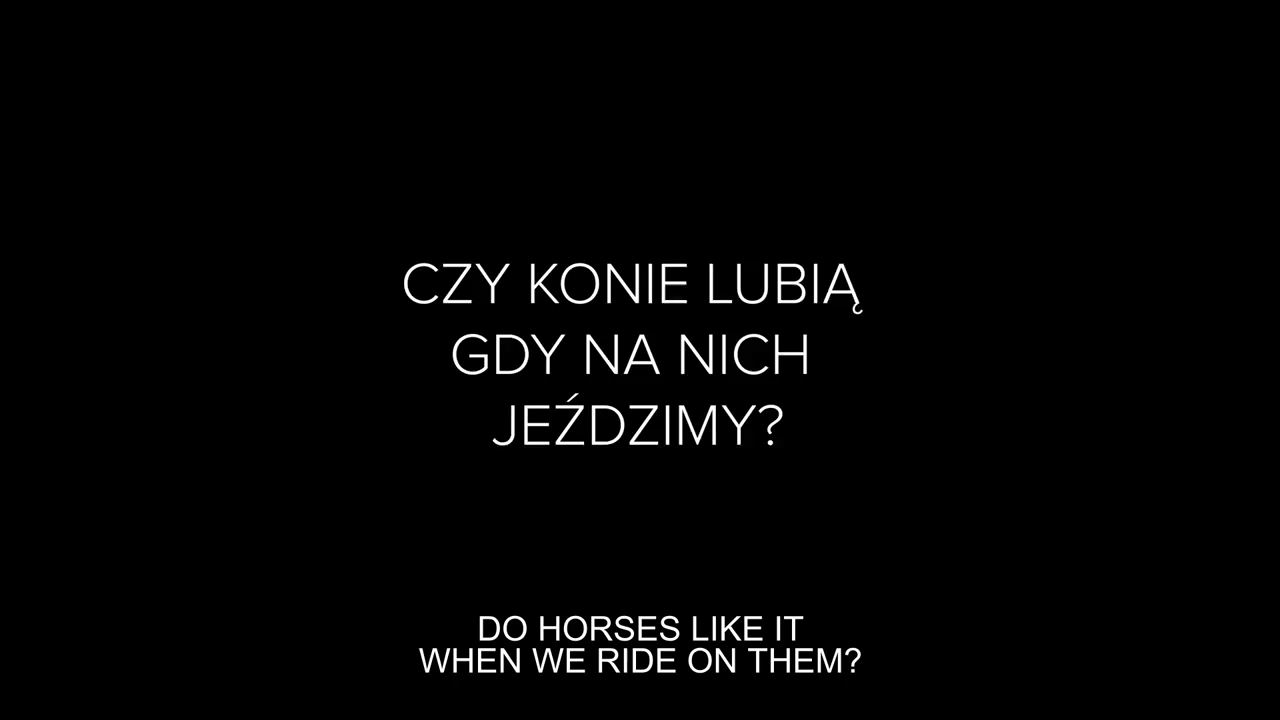 CZY KONIE LUBIĄ
GDY NA NICH
JEŹDZIMY?
DO HORSES LIKE IT
WHEN WE RIDE ON THEM?